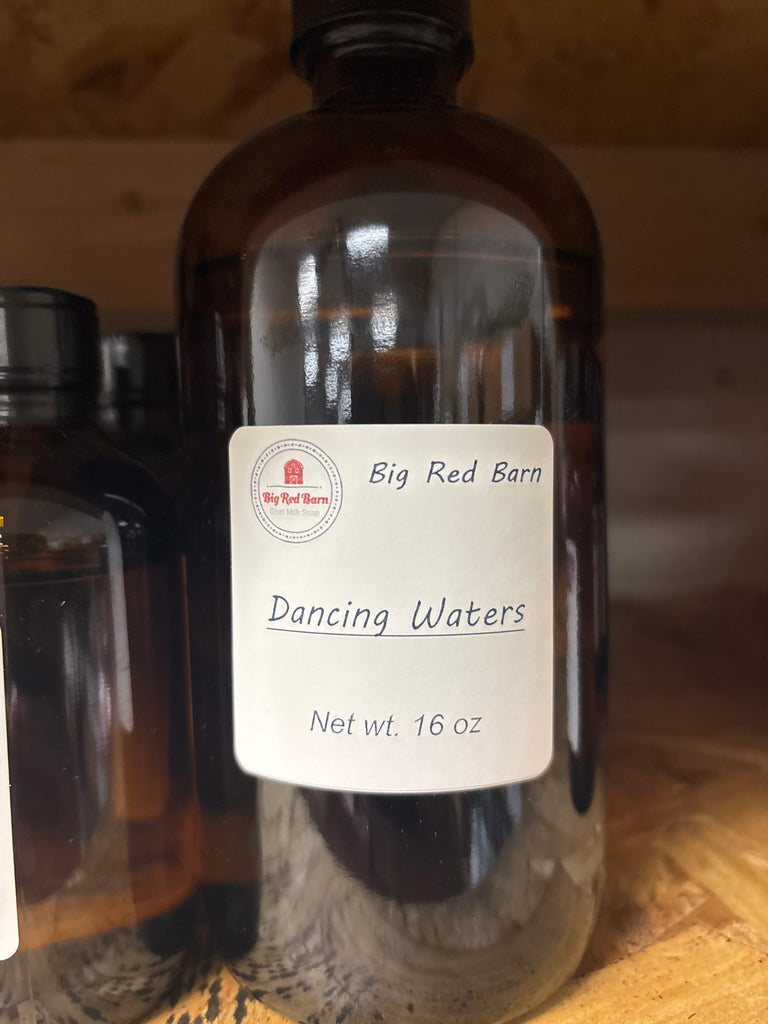 Big Red Barn
Goat Milk Soap
Big Red Barn
Dancing Waters
Net wt. 16 oz